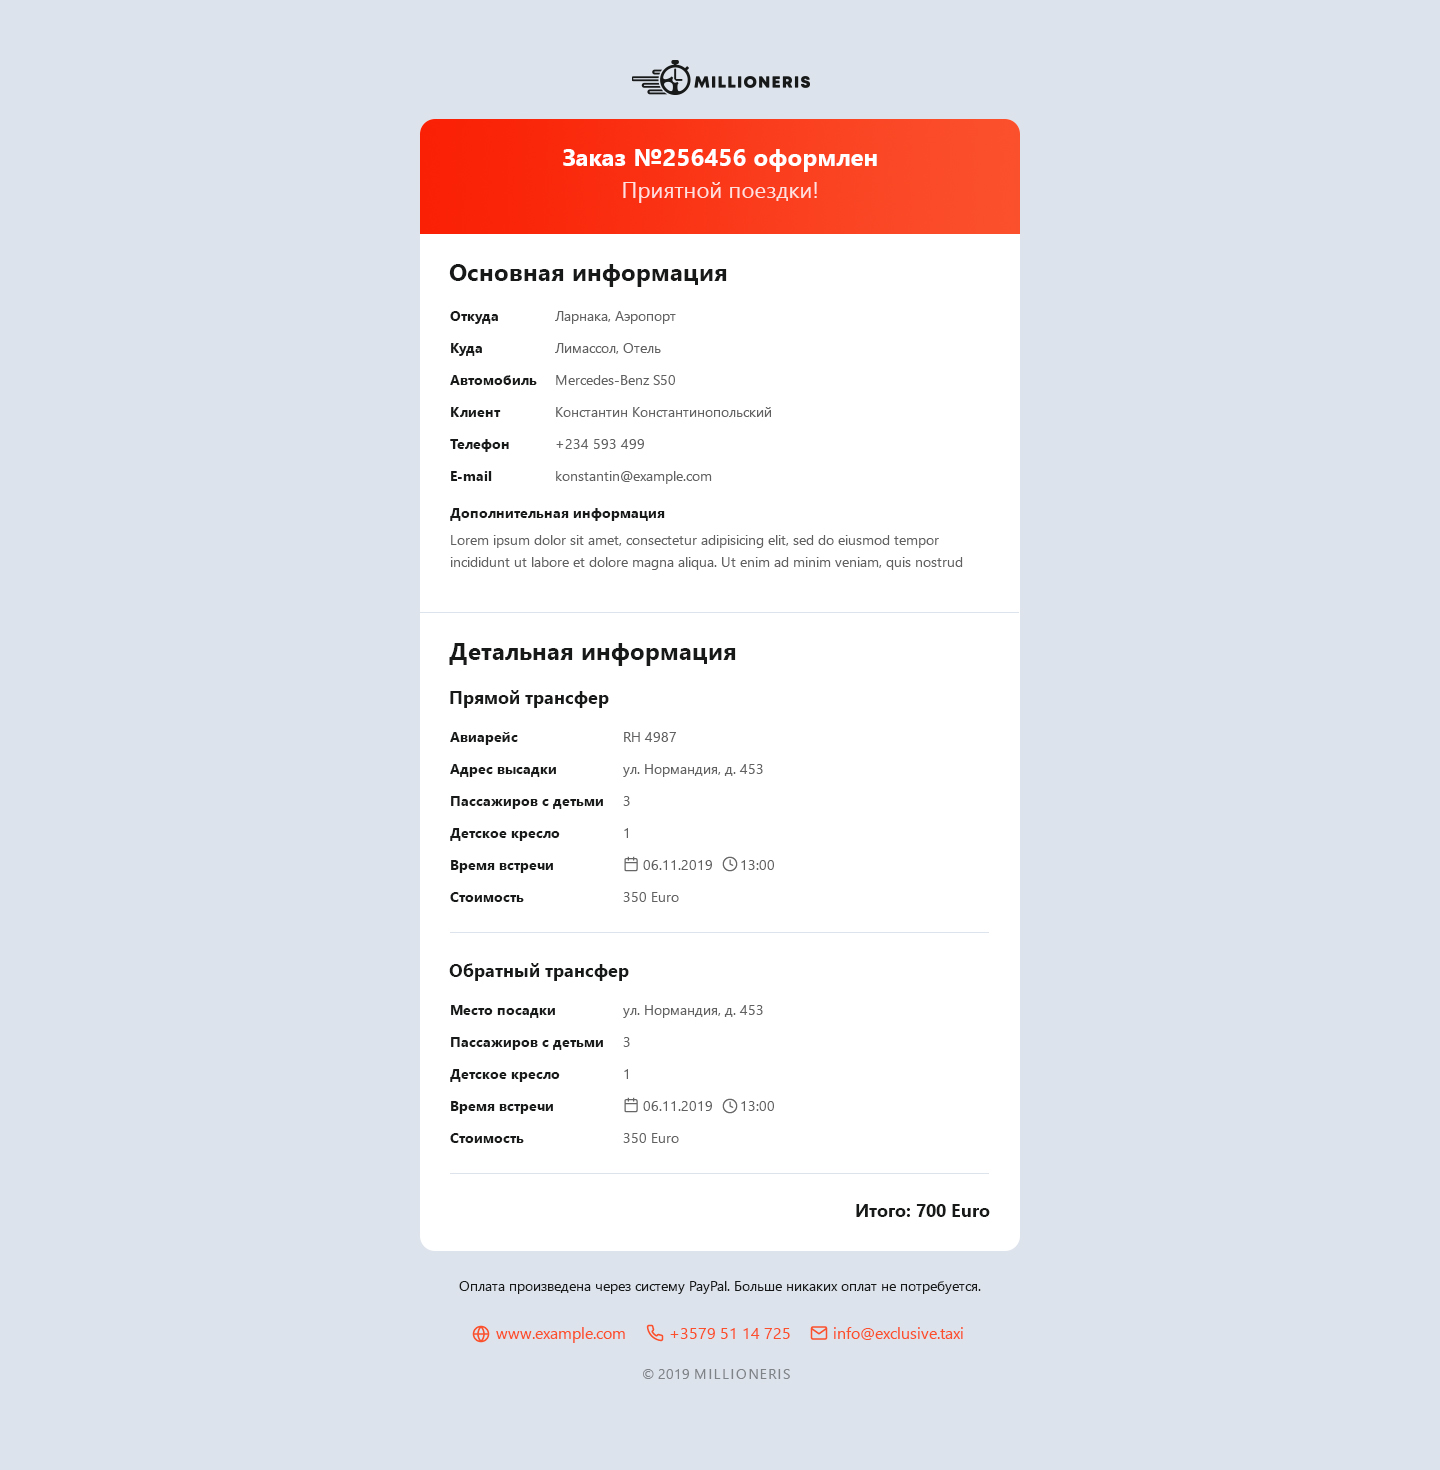 MILLIONERIS
Заказ №256456 оформлен
Приятной поездки!
Основная информация
Откуда Ларнака, Аэропорт
Куда Лимассол, Отель
Автомобиль Mercedes-Benz S50
Клиент Константин Константинопольский
Телефон +234 593 499
E-mail konstantin@example.com
Дополнительная информация
Lorem ipsum dolor sit amet, consectetur adipisicing elit, sed do eiusmod tempor
incididunt ut labore et dolore magna aliqua. Ut enim ad minim veniam, quis nostrud
Детальная информация
Прямой трансфер
Авиарейс RH 4987
Адрес высадки ул. Нормандия, д. 453
Пассажиров с детьми 3
Детское кресло 1
Время встречи 06.11.2019 13:00
Стоимость 350 Euro
Обратный трансфер
Место посадки ул. Нормандия, д. 453
Пассажиров с детьми 3
Детское кресло 1
Время встречи 06.11.2019 13:00
Стоимость 350 Euro
Итого: 700 Euro
Оплата произведена через систему PayPal. Больше никаких оплат не потребуется.
www.example.com +3579 51 14 725 info@exclusive.taxi
© 2019 MILLIONERIS